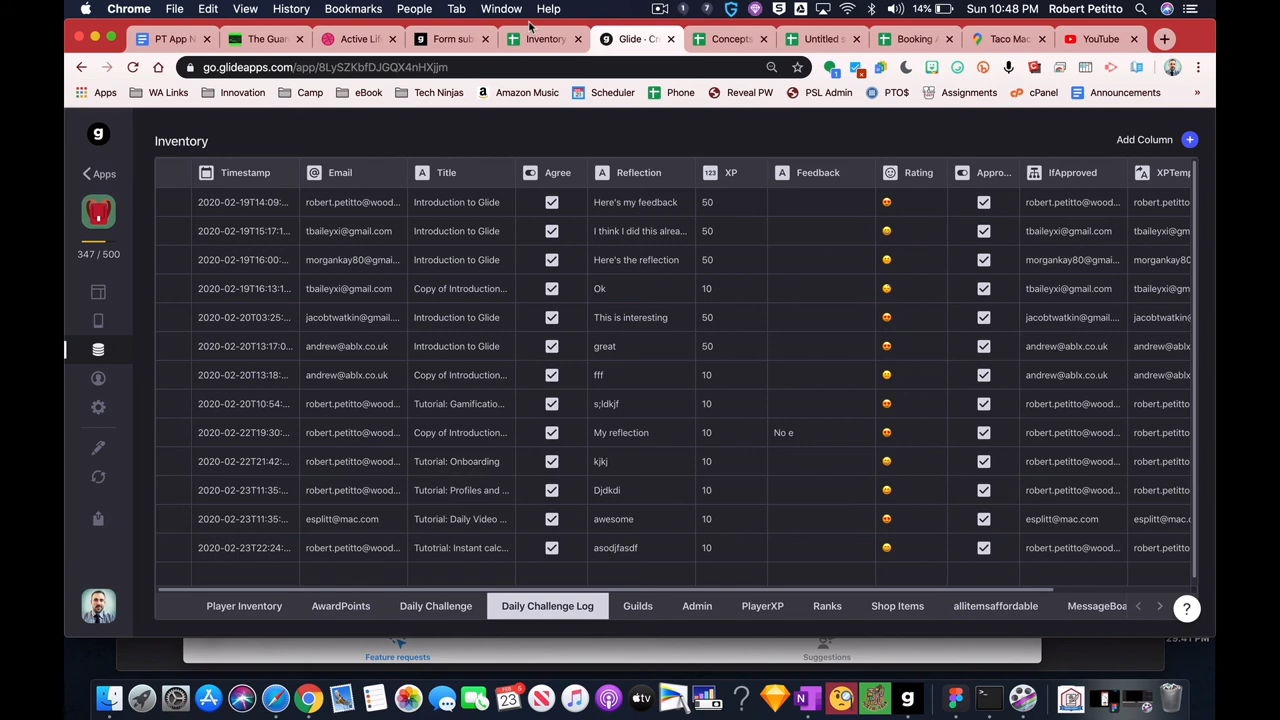 Chrome File Edit View History Bookmarks People Tab Window Help 1 7 14% Sun 10:48 PM Robert Petitto
PT App N × The Gua × Active Lif × Form sub × Inventory × Glide - Cr × Concepts × Untitled s × Booking × Taco Mac × YouTube ×
go.glideapps.com/app/8LySZKbfDJGQX4nHXjjm
Apps WA Links Innovation Camp eBook Tech Ninjas Amazon Music Scheduler Phone Reveal PW PSL Admin PTO$ Assignments cPanel Announcements »
g
Apps
347 / 500
Inventory Add Column
Timestamp Email Title Agree Reflection XP Feedback Rating Appro... IfApproved XPTemp
2020-02-19T14:09:... robert.petitto@wood... Introduction to Glide Here's my feedback 50 robert.petitto@wood... robert.petitto
2020-02-19T15:17:1... tbaileyxi@gmail.com Introduction to Glide I think I did this alrea... 50 tbaileyxi@gmail.com tbaileyxi@gm
2020-02-19T16:00:... morgankay80@gmai... Introduction to Glide Here's the reflection 50 morgankay80@gmai... morgankay80
2020-02-19T16:13:1... tbaileyxi@gmail.com Copy of Introduction... Ok 10 tbaileyxi@gmail.com tbaileyxi@gm
2020-02-20T03:25:... jacobtwatkin@gmail.... Introduction to Glide This is interesting 50 jacobtwatkin@gmail.... jacobtwatkin@
2020-02-20T13:17:0... andrew@ablx.co.uk Introduction to Glide great 50 andrew@ablx.co.uk andrew@ablx
2020-02-20T13:18:... andrew@ablx.co.uk Copy of Introduction... fff 10 andrew@ablx.co.uk andrew@ablx
2020-02-20T10:54:... robert.petitto@wood... Tutorial: Gamificatio... s;ldkjf 10 robert.petitto@wood... robert.petitto
2020-02-22T19:30:... robert.petitto@wood... Copy of Introduction... My reflection 10 No e robert.petitto@wood... robert.petitto
2020-02-22T21:42:... robert.petitto@wood... Tutorial: Onboarding kjkj 10 robert.petitto@wood... robert.petitto
2020-02-23T11:35:... robert.petitto@wood... Tutorial: Profiles and ... Djdkdi 10 robert.petitto@wood... robert.petitto
2020-02-23T11:35:... esplitt@mac.com Tutorial: Daily Video ... awesome 10 esplitt@mac.com esplitt@mac.c
2020-02-23T22:24:... robert.petitto@wood... Tutotrial: Instant calc... asodjfasdf 10 robert.petitto@wood... robert.petitto
Player Inventory AwardPoints Daily Challenge Daily Challenge Log Guilds Admin PlayerXP Ranks Shop Items allitemsaffordable MessageBoa ?
29.41 PM
Feature requests Suggestions
FEB 23